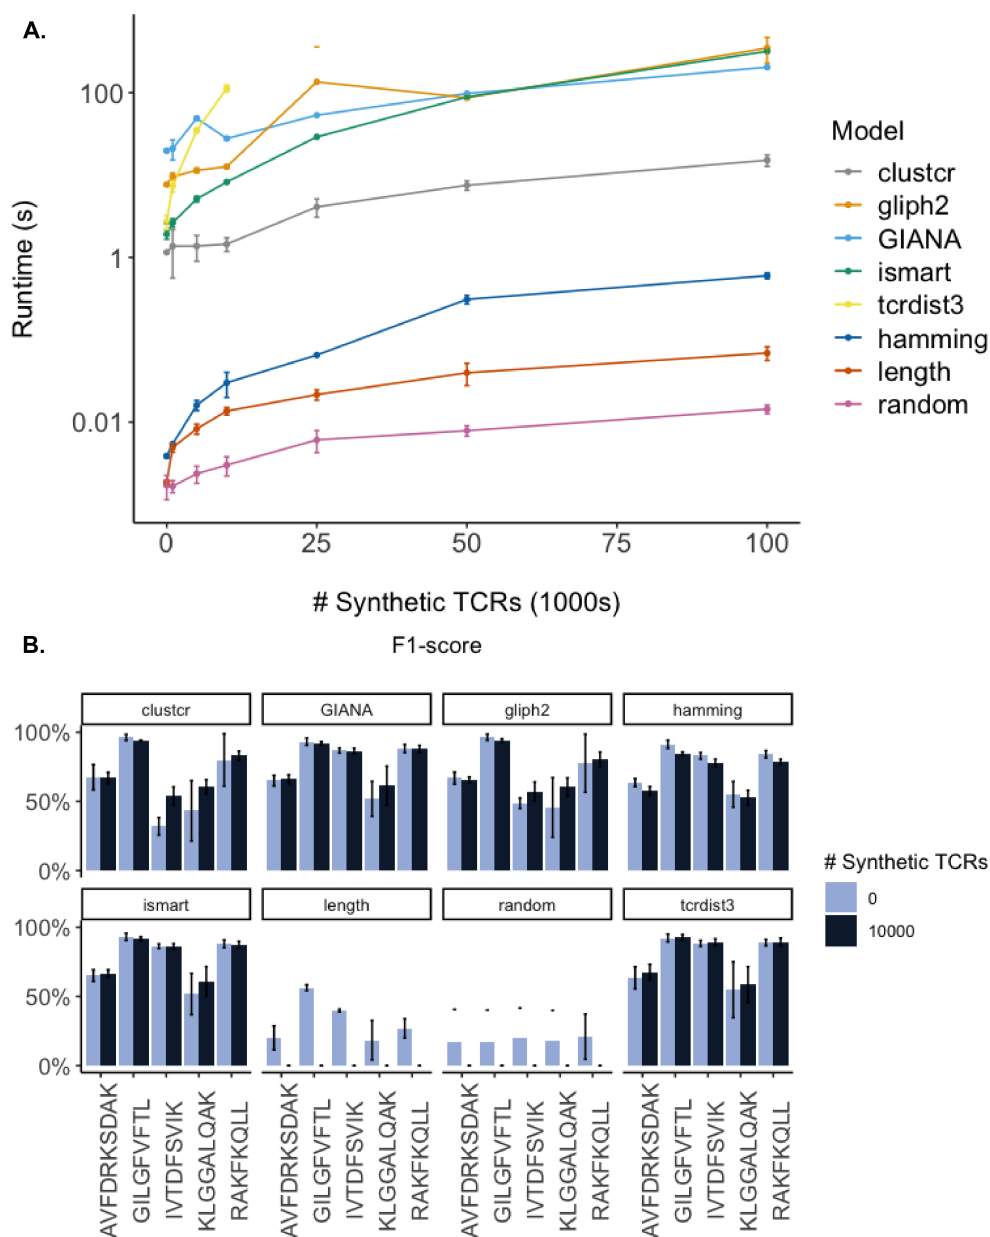 A.
100
1
0.01
Runtime (s)
0
25
50
75
100
# Synthetic TCRs (1000s)
Model
clustcr
gliph2
GIANA
ismart
tcrdist3
hamming
length
random
B.
F1-score
clustcr
GIANA
gliph2
hamming
100%
50%
0%
ismart
length
random
tcrdist3
100%
50%
0%
AVFDRKSDAK
GILGFVFTL
IVTDFSVIK
KLGGALQAK
RAKFKQLL
AVFDRKSDAK
GILGFVFTL
IVTDFSVIK
KLGGALQAK
RAKFKQLL
AVFDRKSDAK
GILGFVFTL
IVTDFSVIK
KLGGALQAK
RAKFKQLL
AVFDRKSDAK
GILGFVFTL
IVTDFSVIK
KLGGALQAK
RAKFKQLL
# Synthetic TCRs
0
10000